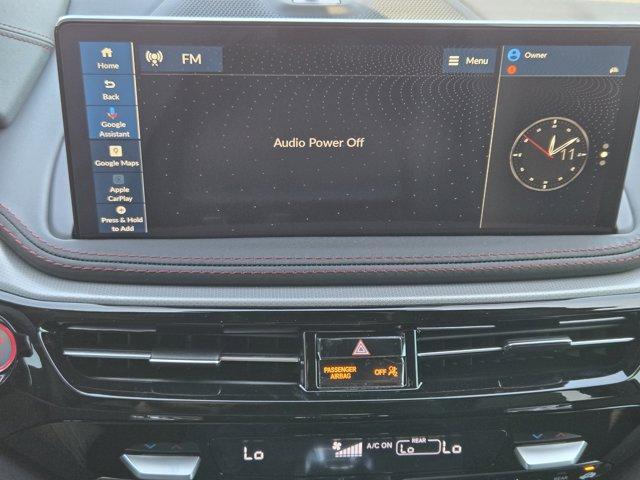 Home
FM
Menu
Owner
Back
Google
Assistant
Audio Power Off
11
Google Maps
Apple
CarPlay
Press & Hold
to Add
PASSENGER
AIRBAG
OFF
Lo
A/C ON
REAR
Lo
Lo
REAR